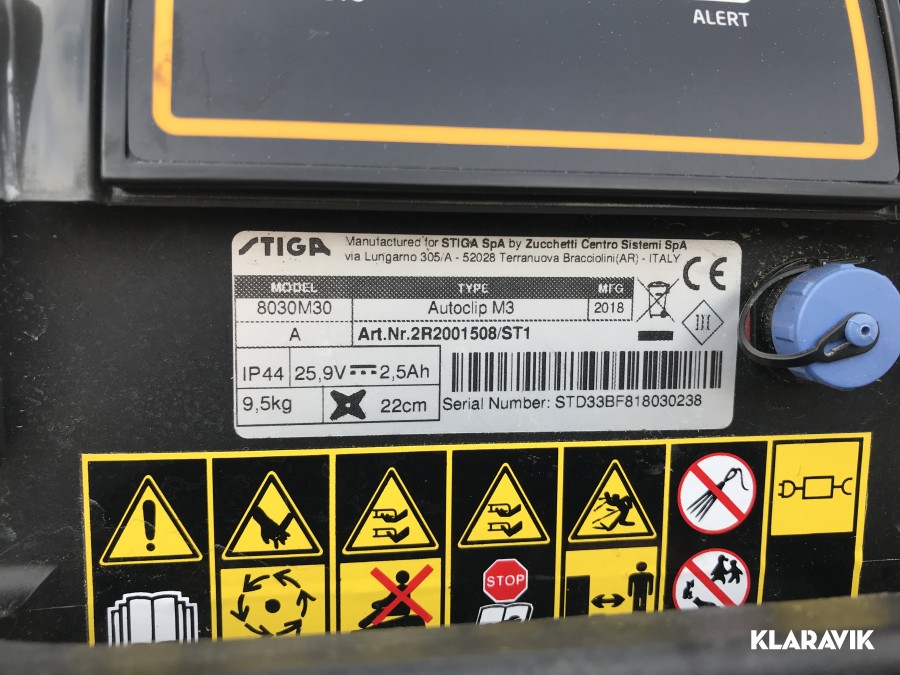 ALERT
STIGA Manufactured for STIGA SpA by Zucchetti Centro Sistemi SpA
via Lungarno 305/A - 52028 Terranuova Bracciolini(AR) - ITALY
CE
MODEL TYPE MFG
8030M30 Autoclip M3 2018
A Art.Nr.2R2001508/ST1
IP44 25,9V 2,5Ah
9,5kg 22cm Serial Number: STD33BF818030238
STOP
KLARAVIK